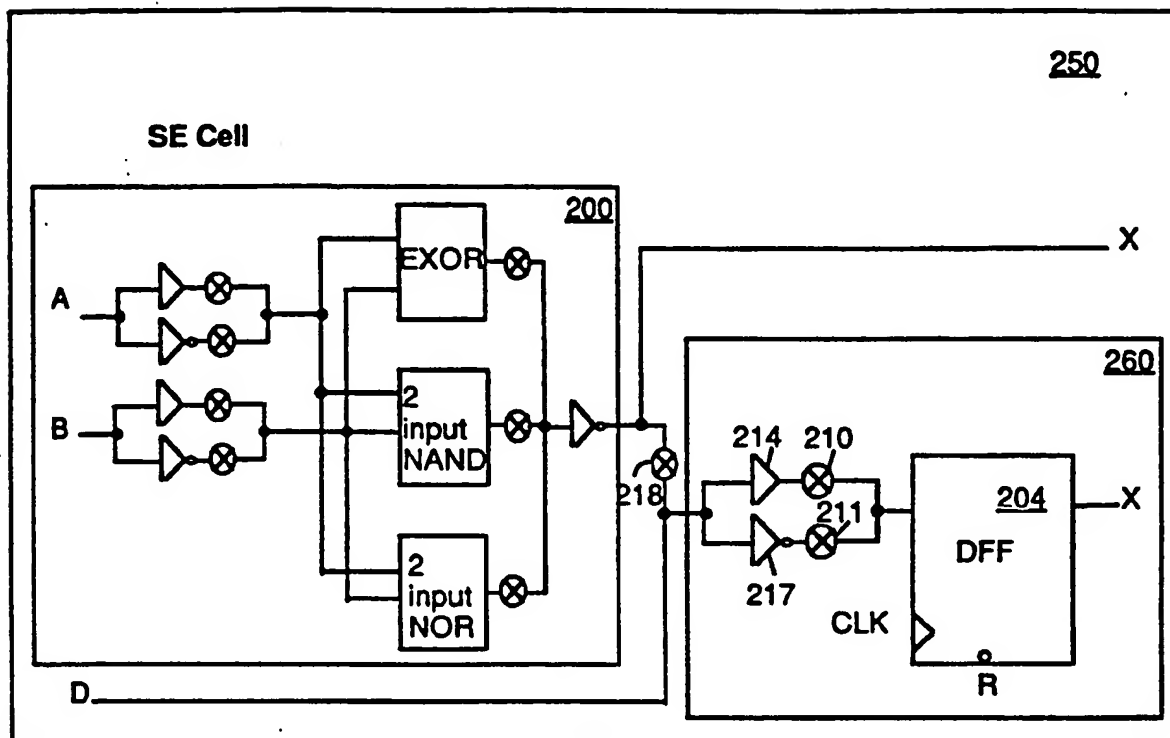 250
SE Cell
200
EXOR
X
A
260
2
input
NAND
B
214
210
218
204
X
211
DFF
217
2
input
NOR
CLK
R
D